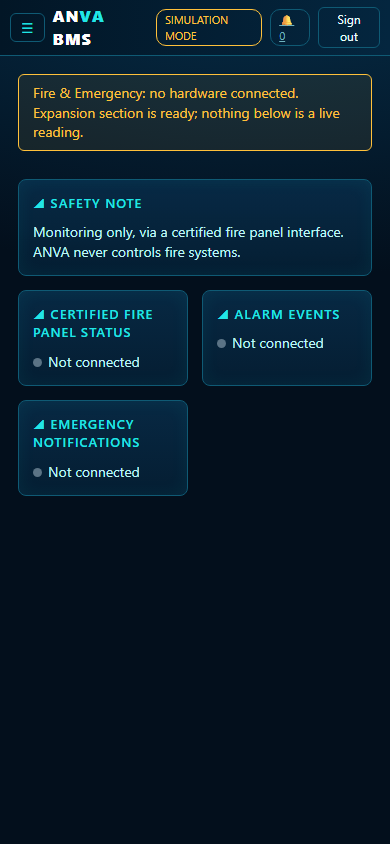 ☰
ANVA
BMS
SIMULATION
MODE
🔔
0
Sign
out
Fire & Emergency: no hardware connected.
Expansion section is ready; nothing below is a live
reading.
SAFETY NOTE
Monitoring only, via a certified fire panel interface.
ANVA never controls fire systems.
CERTIFIED FIRE
PANEL STATUS
Not connected
ALARM EVENTS
Not connected
EMERGENCY
NOTIFICATIONS
Not connected